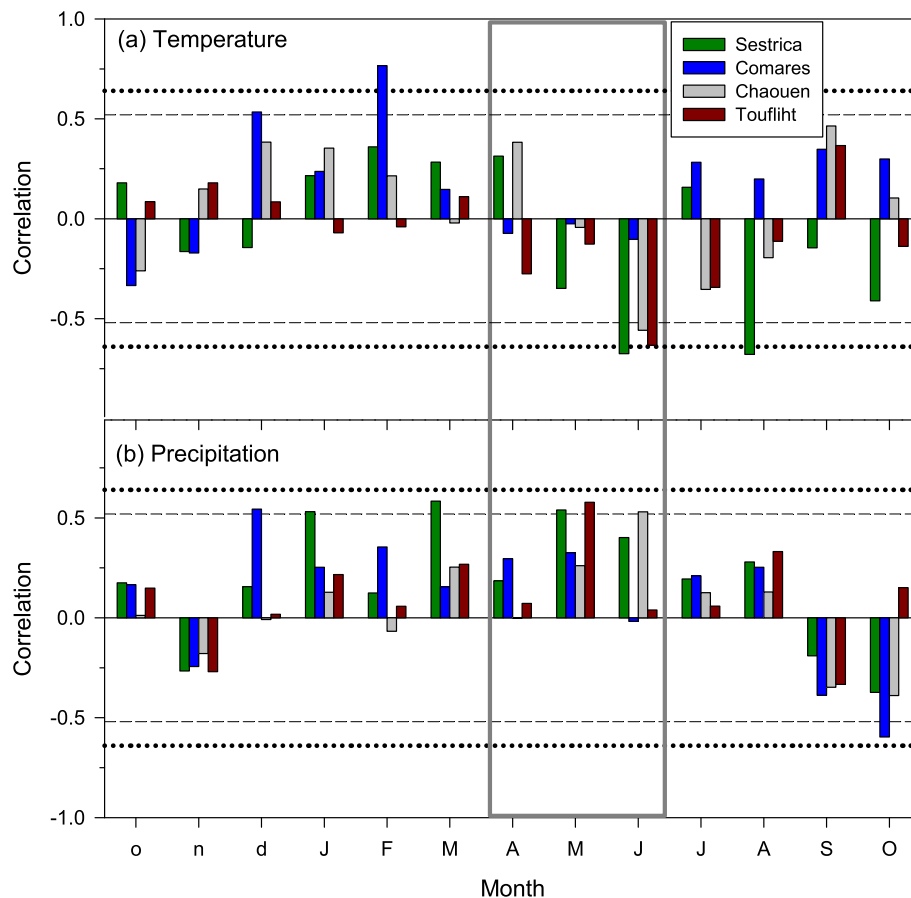 1.0
(a) Temperature
Sestrica
Comares
Chaouen
Toufliht
0.5
0.0
-0.5
Correlation
(b) Precipitation
0.5
0.0
-0.5
-1.0
Correlation
o n d J F M A M J J A S O
Month